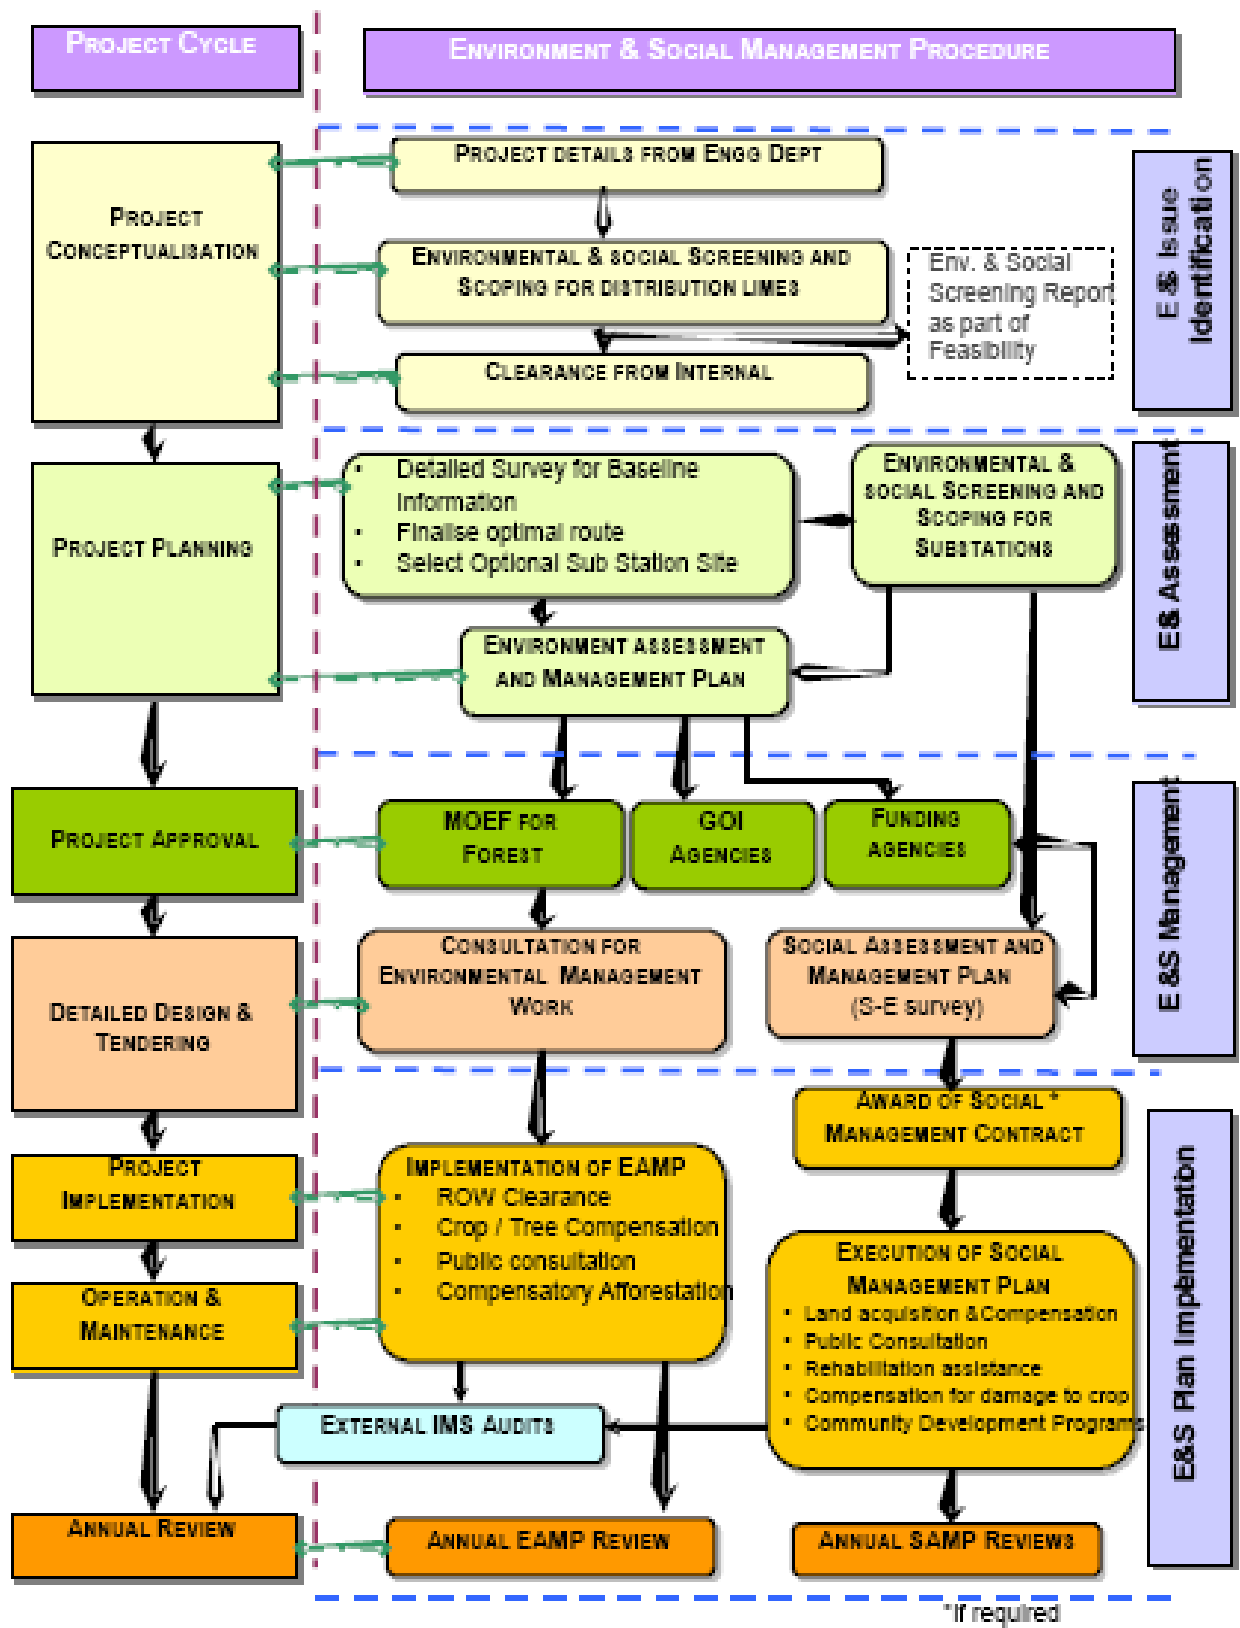 PROJECT CYCLE
ENVIRONMENT & SOCIAL MANAGEMENT PROCEDURE
PROJECT
CONCEPTUALISATION
PROJECT DETAILS FROM ENGG DEPT
ENVIRONMENTAL & SOCIAL SCREENING AND
SCOPING FOR DISTRIBUTION LIMES
Env. & Social
Screening Report
as part of
Feasibility
CLEARANCE FROM INTERNAL
E &S Issue
Identification
PROJECT PLANNING
• Detailed Survey for Baseline
Information
• Finalise optimal route
• Select Optional Sub Station Site
ENVIRONMENTAL &
SOCIAL SCREENING AND
SCOPING FOR
SUBSTATIONS
ENVIRONMENT ASSESSMENT
AND MANAGEMENT PLAN
E&S Assessment
PROJECT APPROVAL
MOEF FOR
FOREST
GOI
AGENCIES
FUNDING
AGENCIES
DETAILED DESIGN &
TENDERING
CONSULTATION FOR
ENVIRONMENTAL MANAGEMENT
WORK
SOCIAL ASSESSMENT AND
MANAGEMENT PLAN
(S-E survey)
E &S Management
PROJECT
IMPLEMENTATION
OPERATION &
MAINTENANCE
IMPLEMENTATION OF EAMP
• ROW Clearance
• Crop / Tree Compensation
• Public consultation
• Compensatory Afforestation
AWARD OF SOCIAL *
MANAGEMENT CONTRACT
EXECUTION OF SOCIAL
MANAGEMENT PLAN
• Land acquisition &Compensation
• Public Consultation
• Rehabilitation assistance
• Compensation for damage to crop
• Community Development Programs
EXTERNAL IMS AUDITS
ANNUAL REVIEW
ANNUAL EAMP REVIEW
ANNUAL SAMP REVIEWS
E&S Plan Implementation
*If required